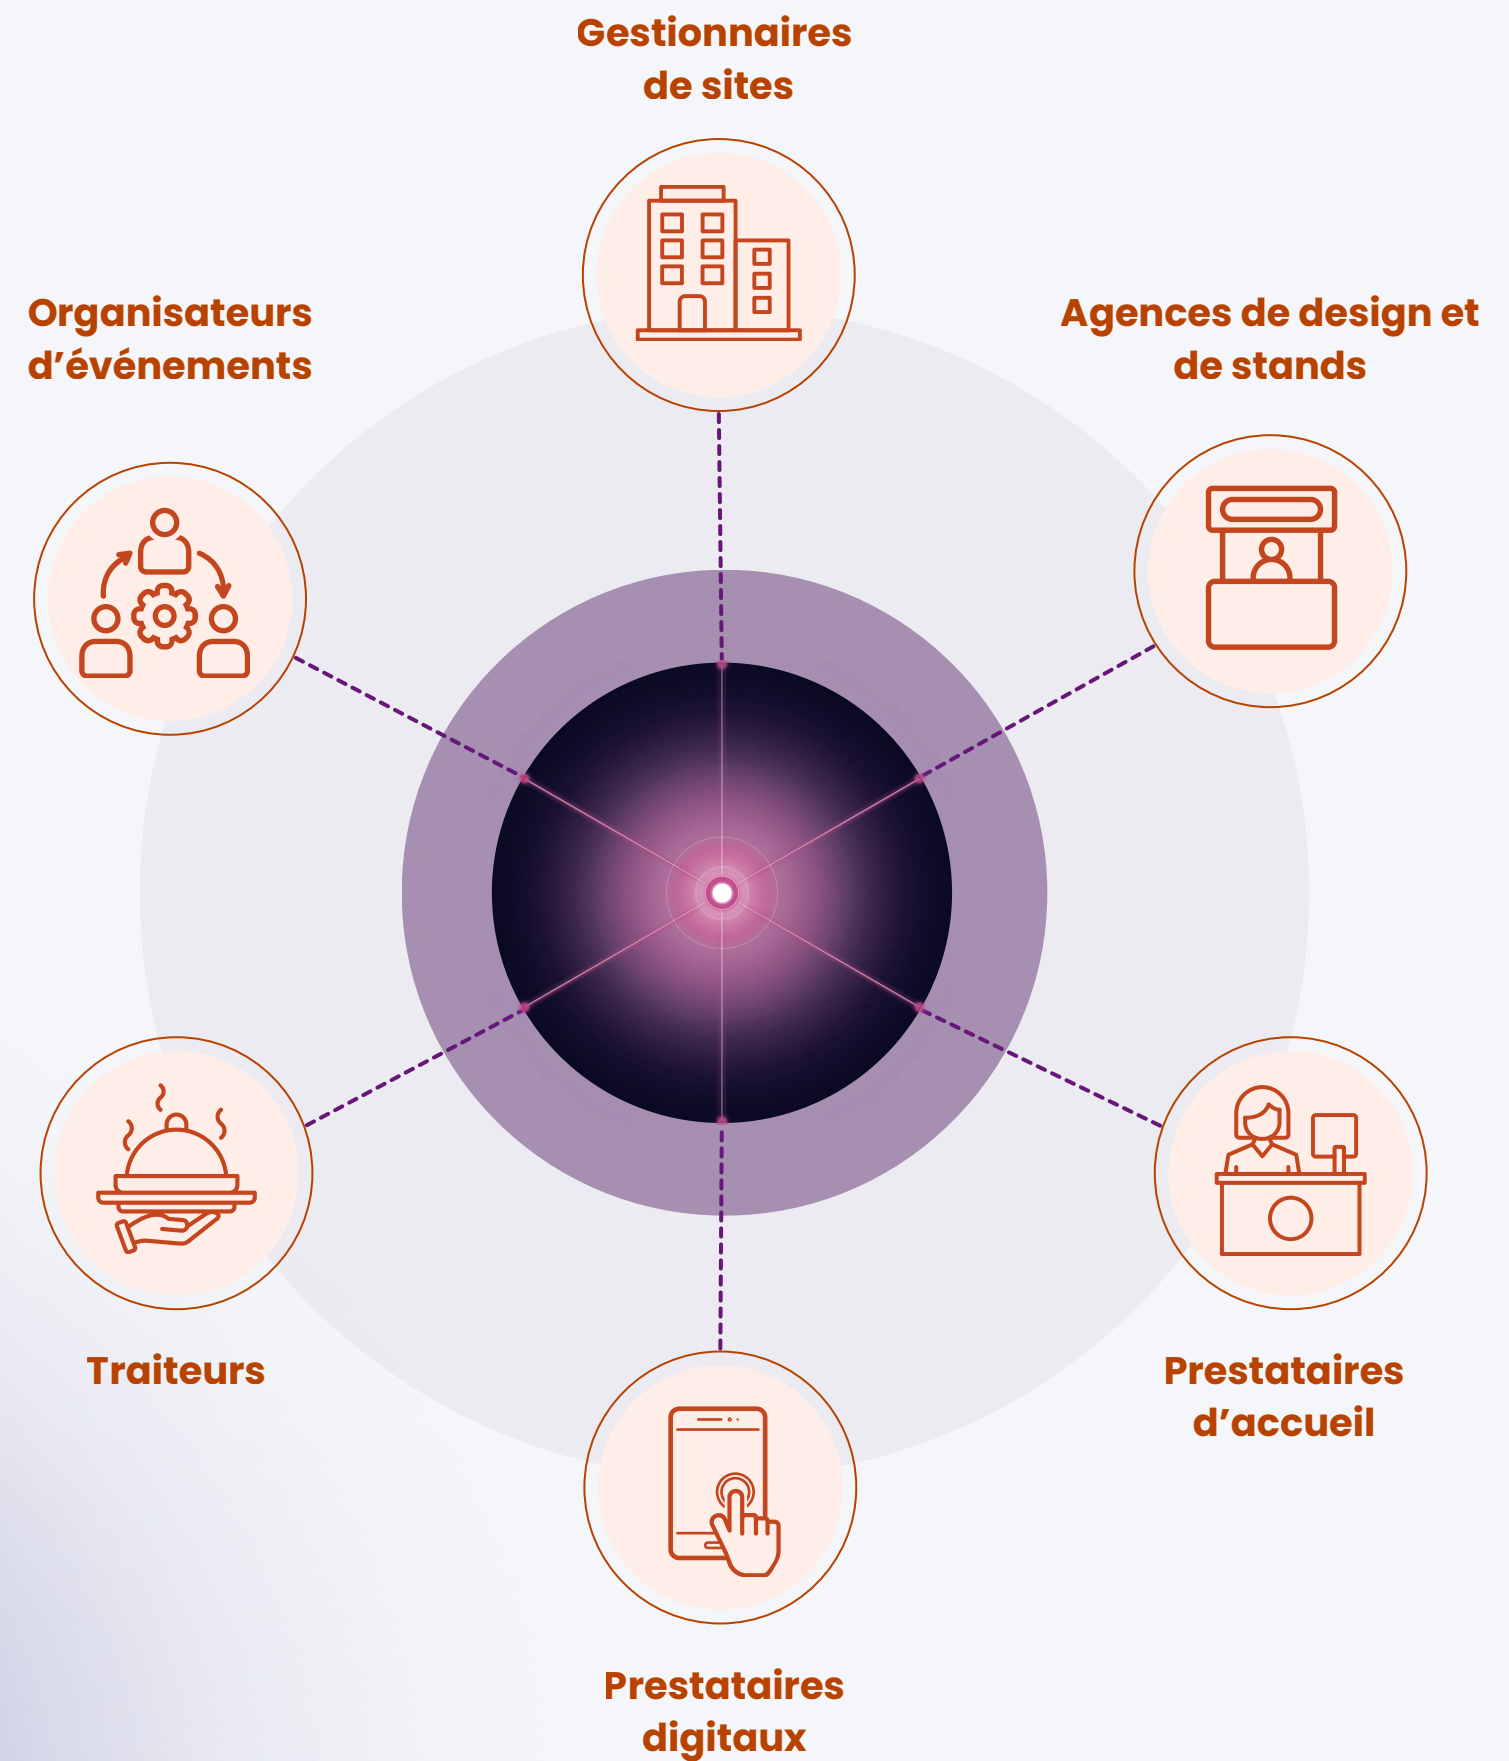 Gestionnaires
de sites
Organisateurs
d’événements
Agences de design et
de stands
Traiteurs
Prestataires
d’accueil
Prestataires
digitaux